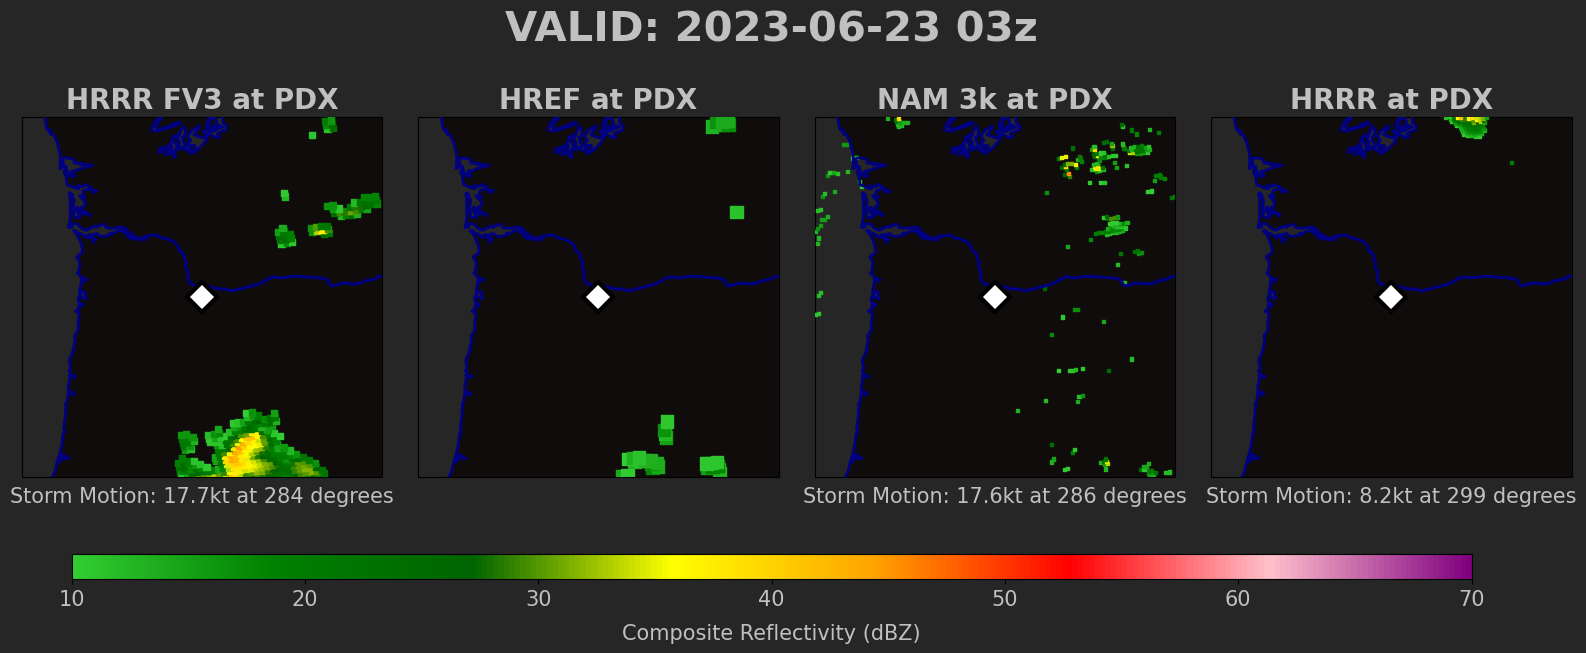 VALID: 2023-06-23 03z
HRRR FV3 at PDX
HREF at PDX
NAM 3k at PDX
HRRR at PDX
Storm Motion: 17.7kt at 284 degrees
Storm Motion: 17.6kt at 286 degrees
Storm Motion: 8.2kt at 299 degrees
10 20 30 40 50 60 70
Composite Reflectivity (dBZ)